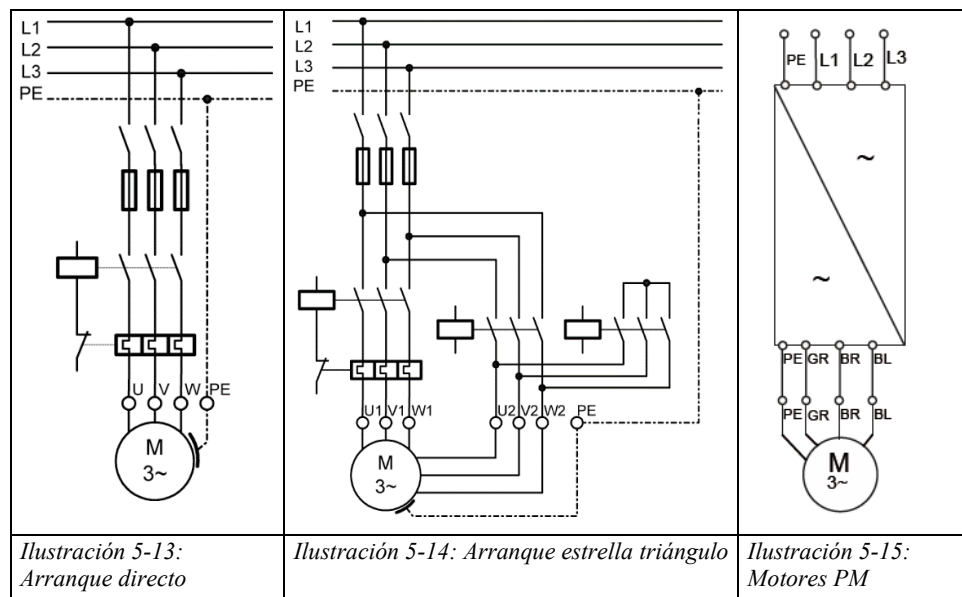 L1
L2
L3
PE
U V W PE
M
3~
Ilustración 5-13:
Arranque directo
L1
L2
L3
PE
U1 V1 W1 U2 V2 W2 PE
M
3~
Ilustración 5-14: Arranque estrella triángulo
PE L1 L2 L3
~
~
PE GR BR BL
PE GR BR BL
M
3~
Ilustración 5-15:
Motores PM